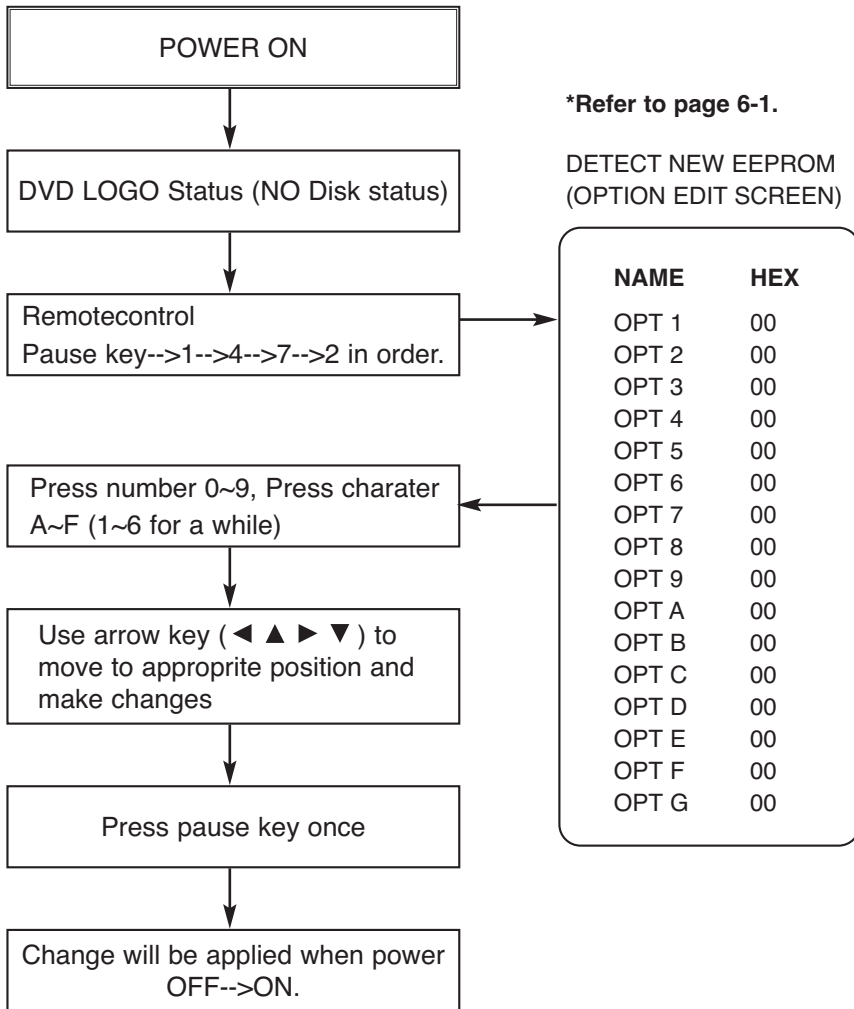 POWER ON
DVD LOGO Status (NO Disk status)
Remotecontrol
Pause key-->1-->4-->7-->2 in order.
*Refer to page 6-1.
DETECT NEW EEPROM
(OPTION EDIT SCREEN)
NAME HEX
OPT 1 00
OPT 2 00
OPT 3 00
OPT 4 00
OPT 5 00
OPT 6 00
OPT 7 00
OPT 8 00
OPT 9 00
OPT A 00
OPT B 00
OPT C 00
OPT D 00
OPT E 00
OPT F 00
OPT G 00
Press number 0~9, Press charater
A~F (1~6 for a while)
Use arrow key (◀ ▲ ▶ ▼) to
move to approprite position and
make changes
Press pause key once
Change will be applied when power
OFF-->ON.